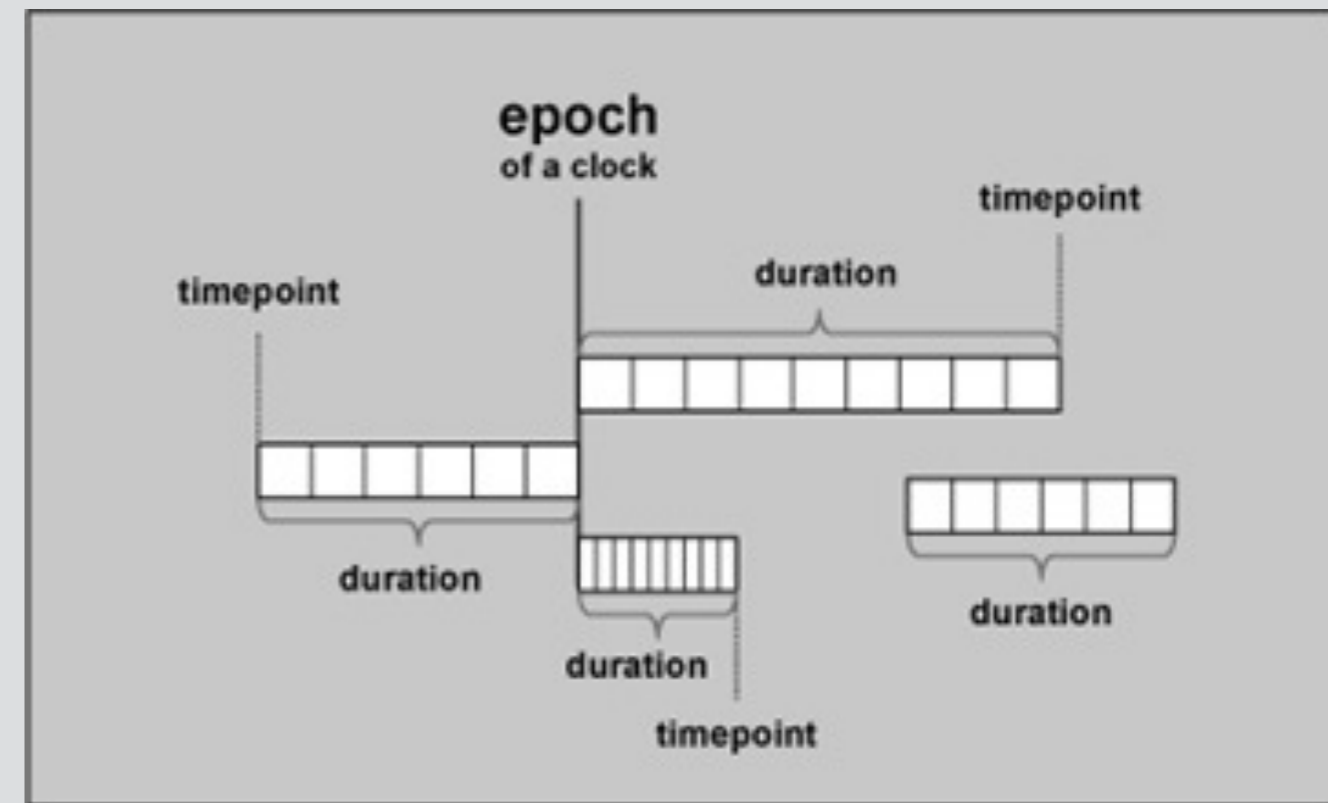 epoch
of a clock
timepoint
duration
timepoint
duration
duration
duration
timepoint